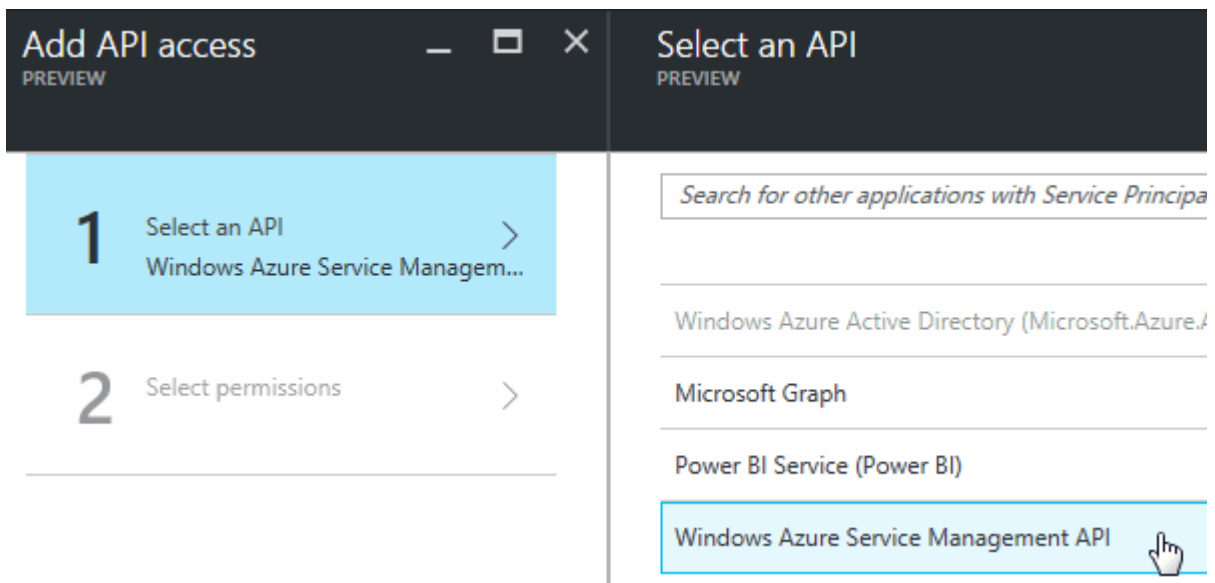 Add API access
PREVIEW
1
Select an API
Windows Azure Service Managem...
2
Select permissions
Select an API
PREVIEW
Search for other applications with Service Principa
Windows Azure Active Directory (Microsoft.Azure.A
Microsoft Graph
Power BI Service (Power BI)
Windows Azure Service Management API